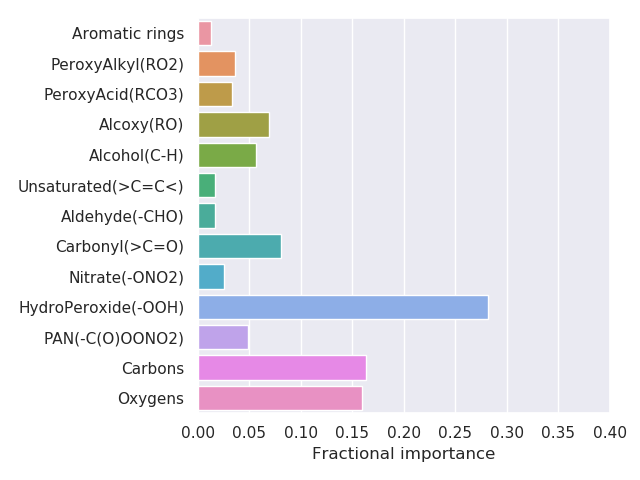 Aromatic rings
PeroxyAlkyl(RO2)
PeroxyAcid(RCO3)
Alcoxy(RO)
Alcohol(C-H)
Unsaturated(>C=C<)
Aldehyde(-CHO)
Carbonyl(>C=O)
Nitrate(-ONO2)
HydroPeroxide(-OOH)
PAN(-C(O)OONO2)
Carbons
Oxygens
0.00 0.05 0.10 0.15 0.20 0.25 0.30 0.35 0.40
Fractional importance